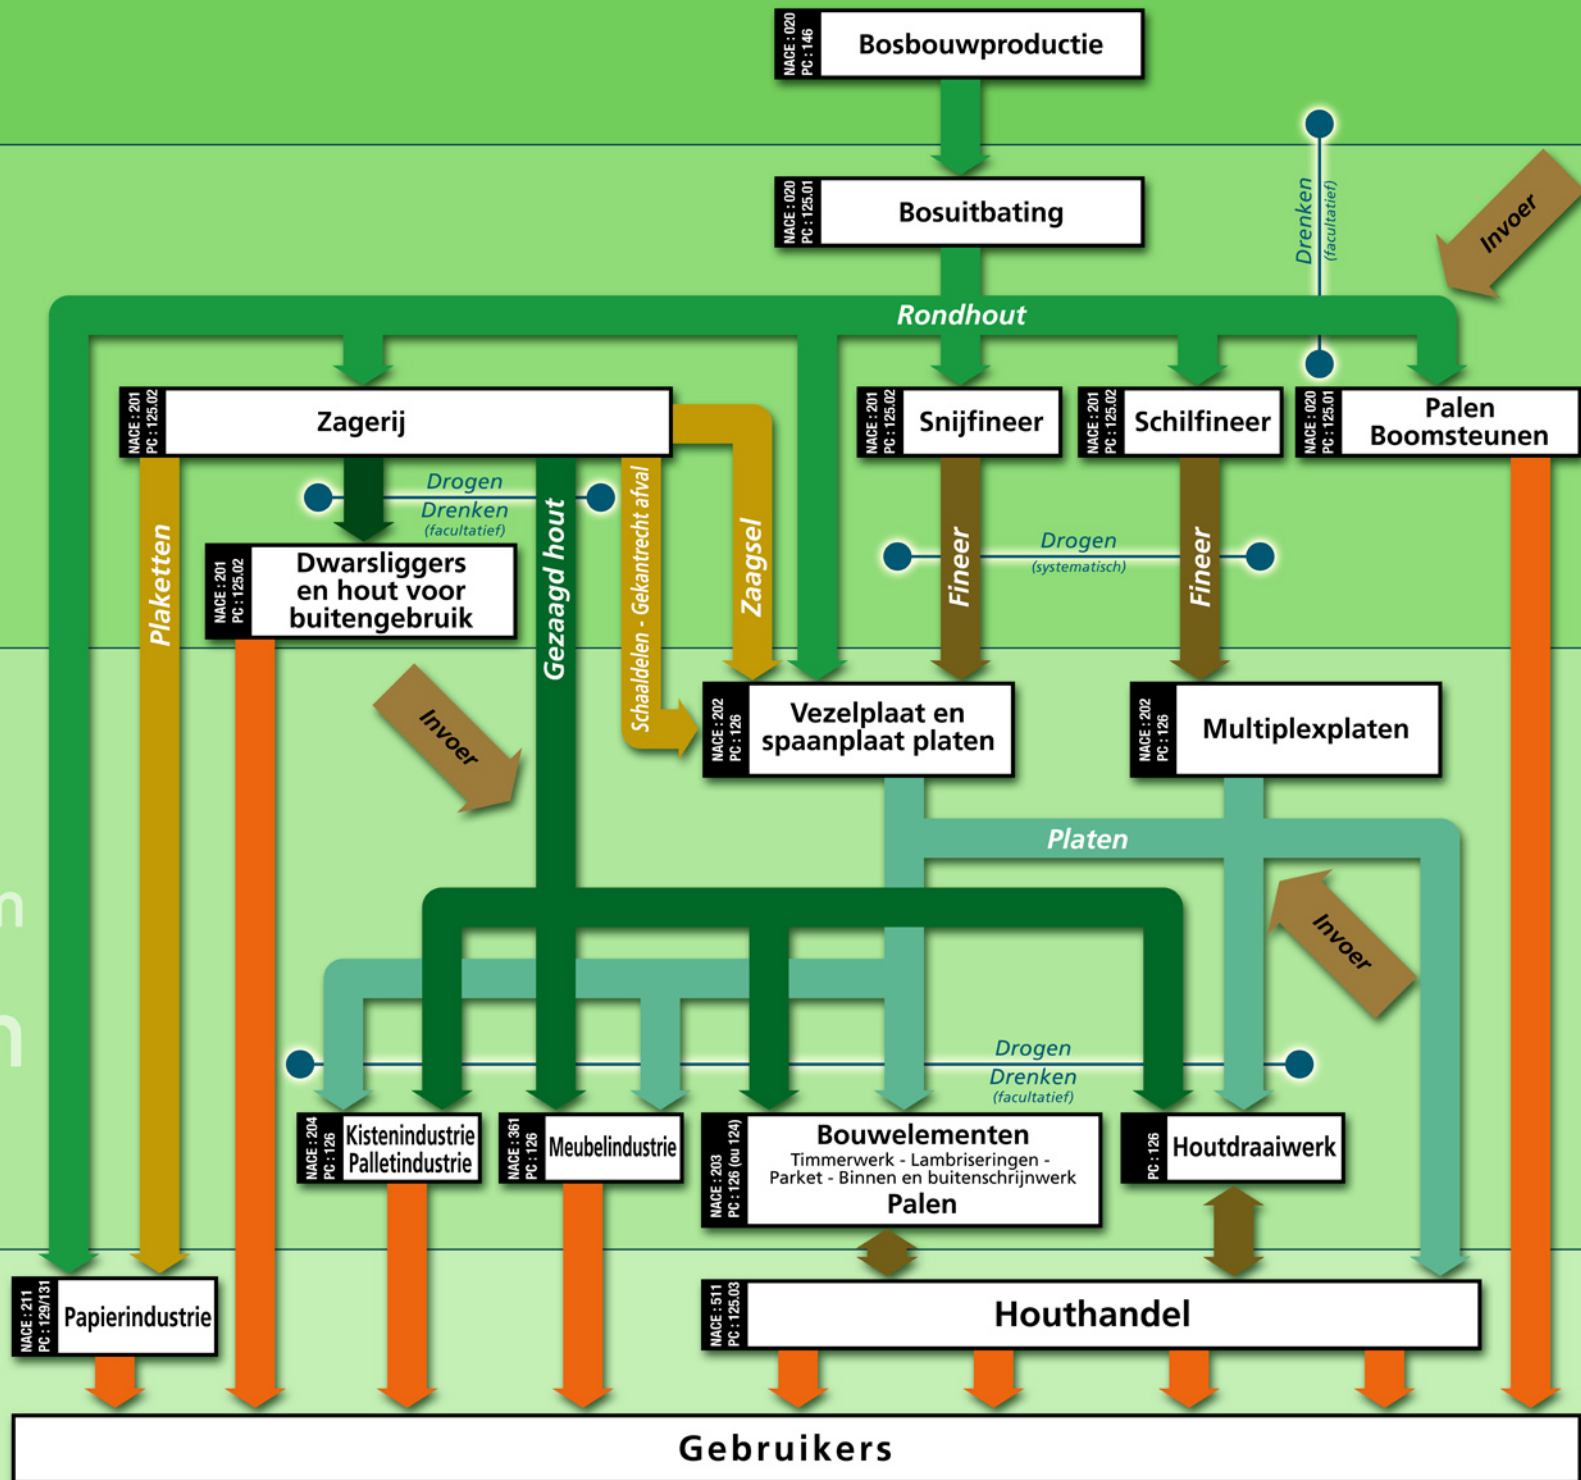 NACE : 020
PC : 146
Bosbouwproductie
NACE : 020
PC : 125.01
Bosuitbating
Drenken
(facultatief)
Invoer
Rondhout
NACE : 201
PC : 125.02
Zagerij
NACE : 201
PC : 125.02
Snijfineer
NACE : 201
PC : 125.02
Schilfineer
NACE : 020
PC : 125.01
Palen
Boomsteunen
Drogen
Drenken
(facultatief)
Plaketten
Gezaagd hout
Schaaldelen - Gekantrecht afval
Zaagsel
Fineer
Drogen
(systematisch)
Fineer
NACE : 201
PC : 125.02
Dwarsliggers
en hout voor
buitengebruik
Invoer
NACE : 202
PC : 126
Vezelplaat en
spaanplaat platen
NACE : 202
PC : 126
Multiplexplaten
Platen
Invoer
n
n
Drogen
Drenken
(facultatief)
NACE : 204
PC : 126
Kistenindustrie
Palletindustrie
NACE : 361
PC : 126
Meubelindustrie
NACE : 203
PC : 126 (ou 124)
Bouwelementen
Timmerwerk - Lambriseringen -
Parket - Binnen en buitenschrijnwerk
Palen
PC : 126
Houtdraaiwerk
NACE : 211
PC : 129/131
Papierindustrie
NACE : 511
PC : 125.03
Houthandel
Gebruikers